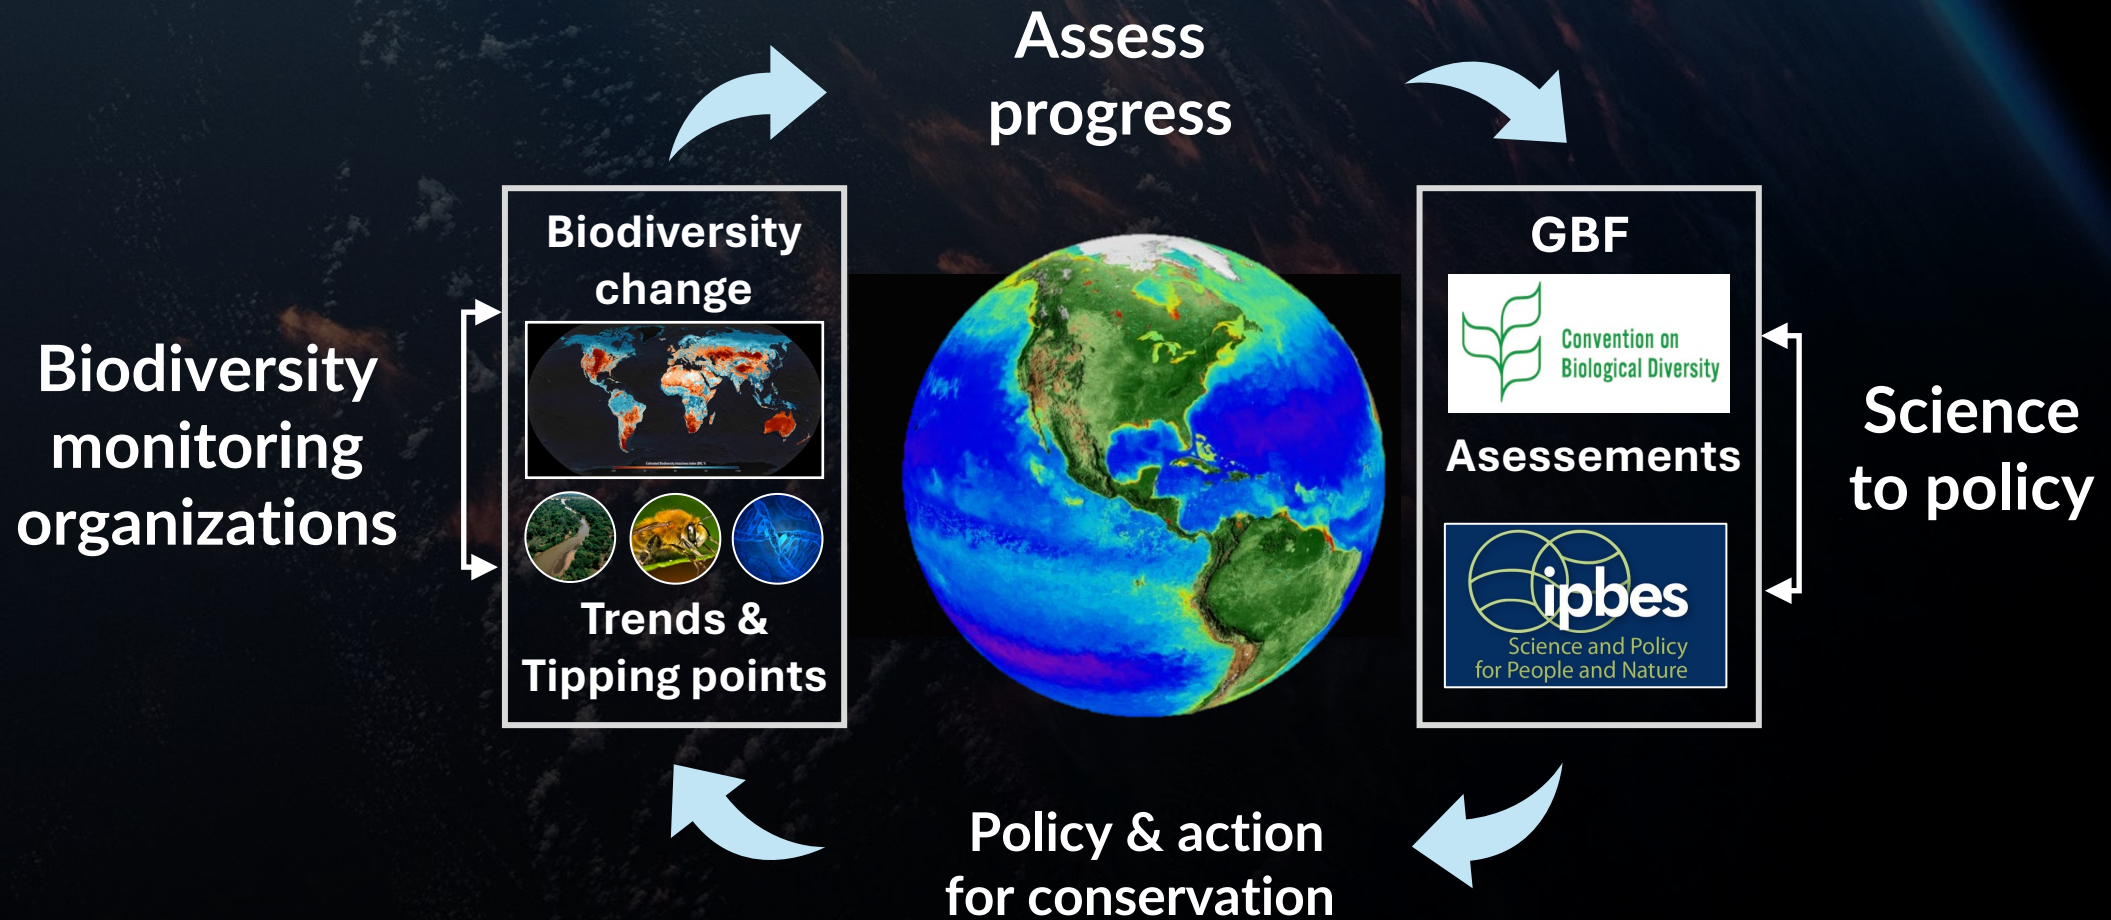 Assess
progress
Biodiversity
change
Trends &
Tipping points
Biodiversity
monitoring
organizations
GBF
Convention on
Biological Diversity
Asessements
ipbes
Science and Policy
for People and Nature
Science
to policy
Policy & action
for conservation